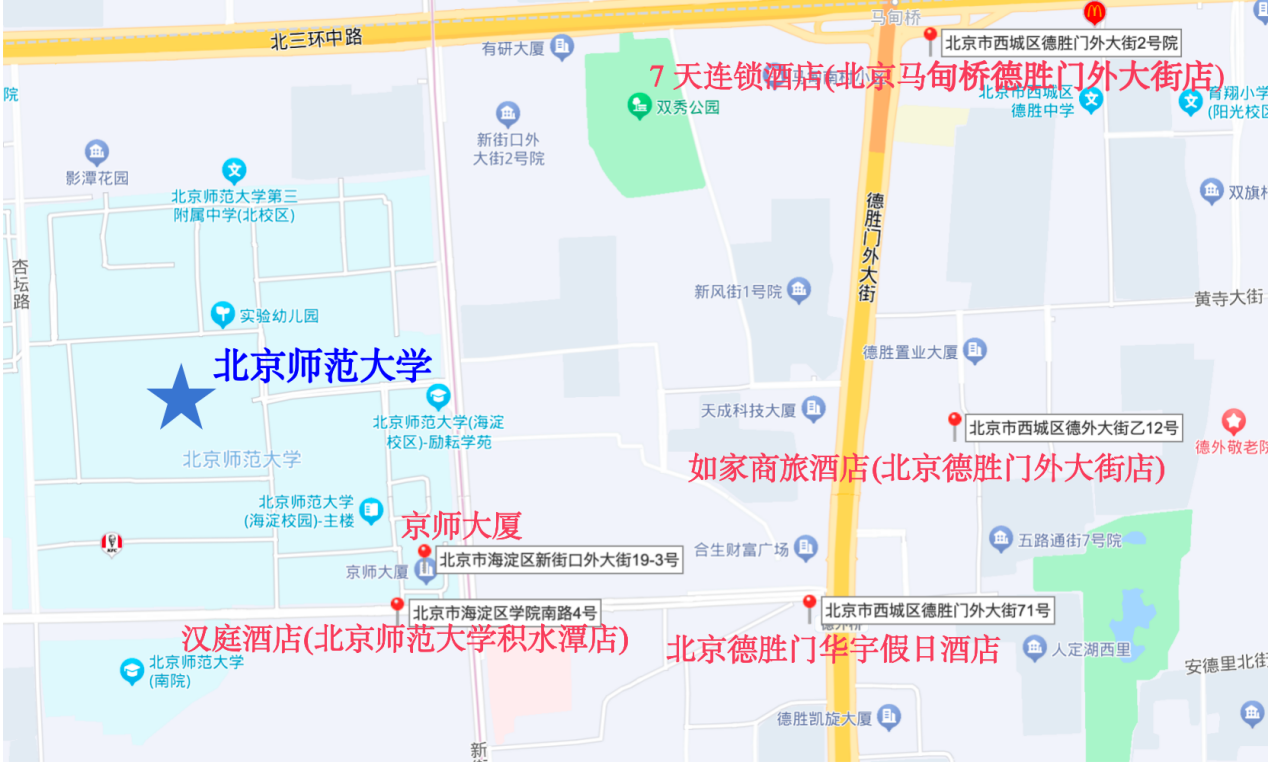 马甸桥
北三环中路
有研大厦
北京市西城区德胜门外大街2号院
7 天连锁酒店(北京马甸桥德胜门外大街店)
院
双秀公园
北京市西城区
德胜中学
育翔小学
(阳光校区
新街口外
大街2号院
影潭花园
北京师范大学第三
附属中学(北校区)
双旗杆
德胜门外大街
杏坛路
新风街1号院
黄寺大街
实验幼儿园
德胜置业大厦
北京师范大学
天成科技大厦
北京师范大学(海淀
校区)-励耘学苑
北京市西城区德外大街乙12号
德外敬老院
北京师范大学
如家商旅酒店(北京德胜门外大街店)
北京师范大学
(海淀校园)-主楼
京师大厦
KFC
五路通街7号院
合生财富广场
北京市海淀区新街口外大街19-3号
京师大厦
北京市海淀区学院南路4号
北京市西城区德胜门外大街71号
德外桥
汉庭酒店(北京师范大学积水潭店)
北京德胜门华宇假日酒店
人定湖西里
北京师范大学
(南院)
安德里北街
德胜凯旋大厦
新